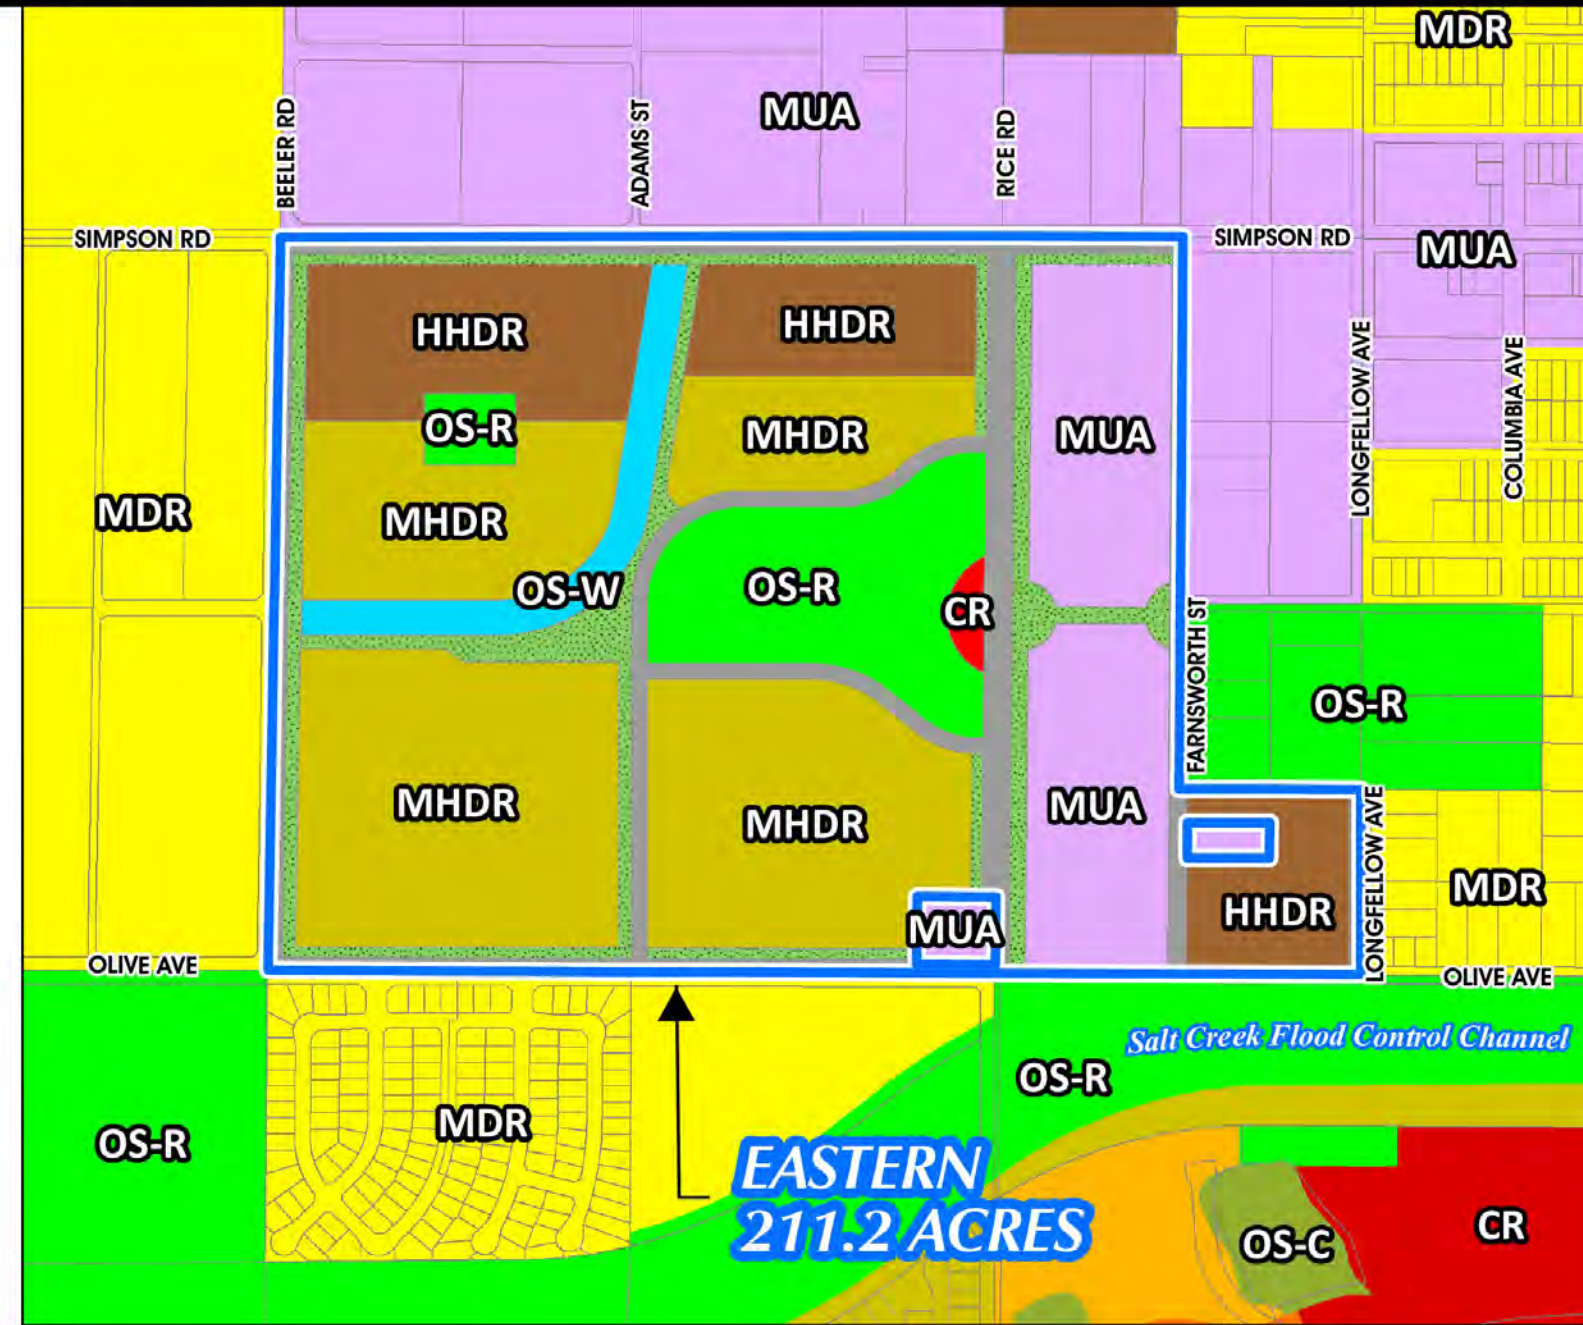 MDR
BEELER RD
ADAMS ST
MUA
RICE RD
SIMPSON RD
SIMPSON RD
MUA
HHDR
HHDR
LONGFELLOW AVE
COLUMBIA AVE
OS-R
MHDR
MUA
MDR
MHDR
OS-W
OS-R
CR
FARNSWORTH ST
OS-R
MHDR
MHDR
MUA
LONGFELLOW AVE
MDR
HHDR
MUA
OLIVE AVE
OLIVE AVE
Salt Creek Flood Control Channel
OS-R
MDR
OS-R
EASTERN
211.2 ACRES
OS-C
CR